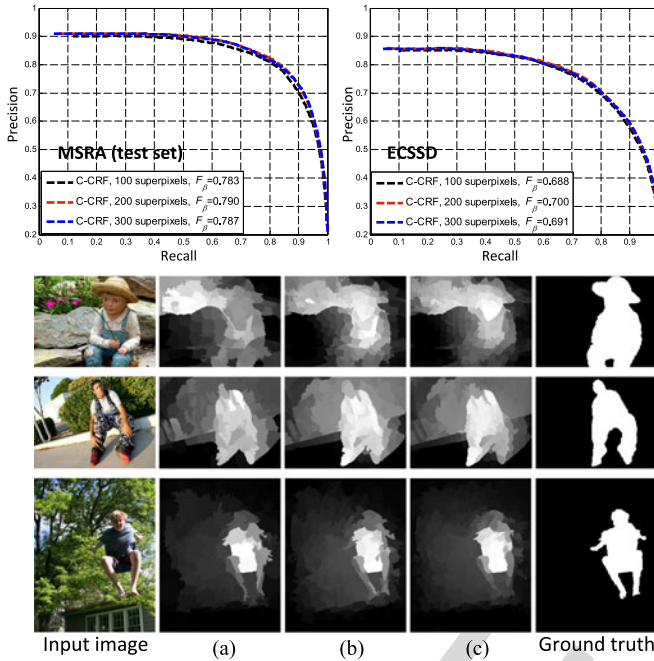 1
0.9
0.8
0.7
0.6
0.5
0.4
0.3
0.2
Precision
MSRA (test set)
C-CRF, 100 superpixels, Fβ=0.783
C-CRF, 200 superpixels, Fβ=0.790
C-CRF, 300 superpixels, Fβ=0.787
0 0.1 0.2 0.3 0.4 0.5 0.6 0.7 0.8 0.9 1
Recall
1
0.9
0.8
0.7
0.6
0.5
0.4
0.3
0.2
Precision
ECSSD
C-CRF, 100 superpixels, Fβ=0.688
C-CRF, 200 superpixels, Fβ=0.700
C-CRF, 300 superpixels, Fβ=0.691
0 0.1 0.2 0.3 0.4 0.5 0.6 0.7 0.8 0.9
Recall
Input image (a) (b) (c) Ground truth